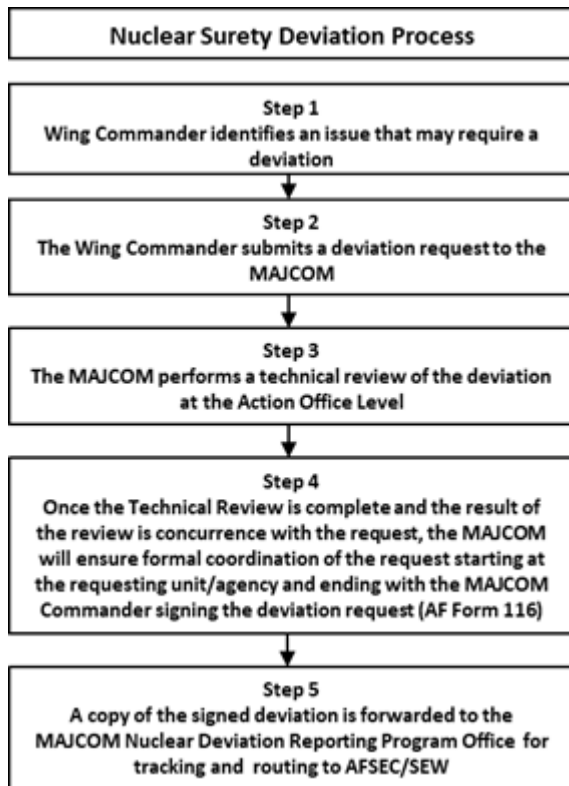 Nuclear Surety Deviation Process
Step 1
Wing Commander identifies an issue that may require a
deviation
Step 2
The Wing Commander submits a deviation request to the
MAJCOM
Step 3
The MAJCOM performs a technical review of the deviation
at the Action Office Level
Step 4
Once the Technical Review is complete and the result of
the review is concurrence with the request, the MAJCOM
will ensure formal coordination of the request starting at
the requesting unit/agency and ending with the MAJCOM
Commander signing the deviation request (AF Form 116)
Step 5
A copy of the signed deviation is forwarded to the
MAJCOM Nuclear Deviation Reporting Program Office for
tracking and routing to AFSEC/SEW